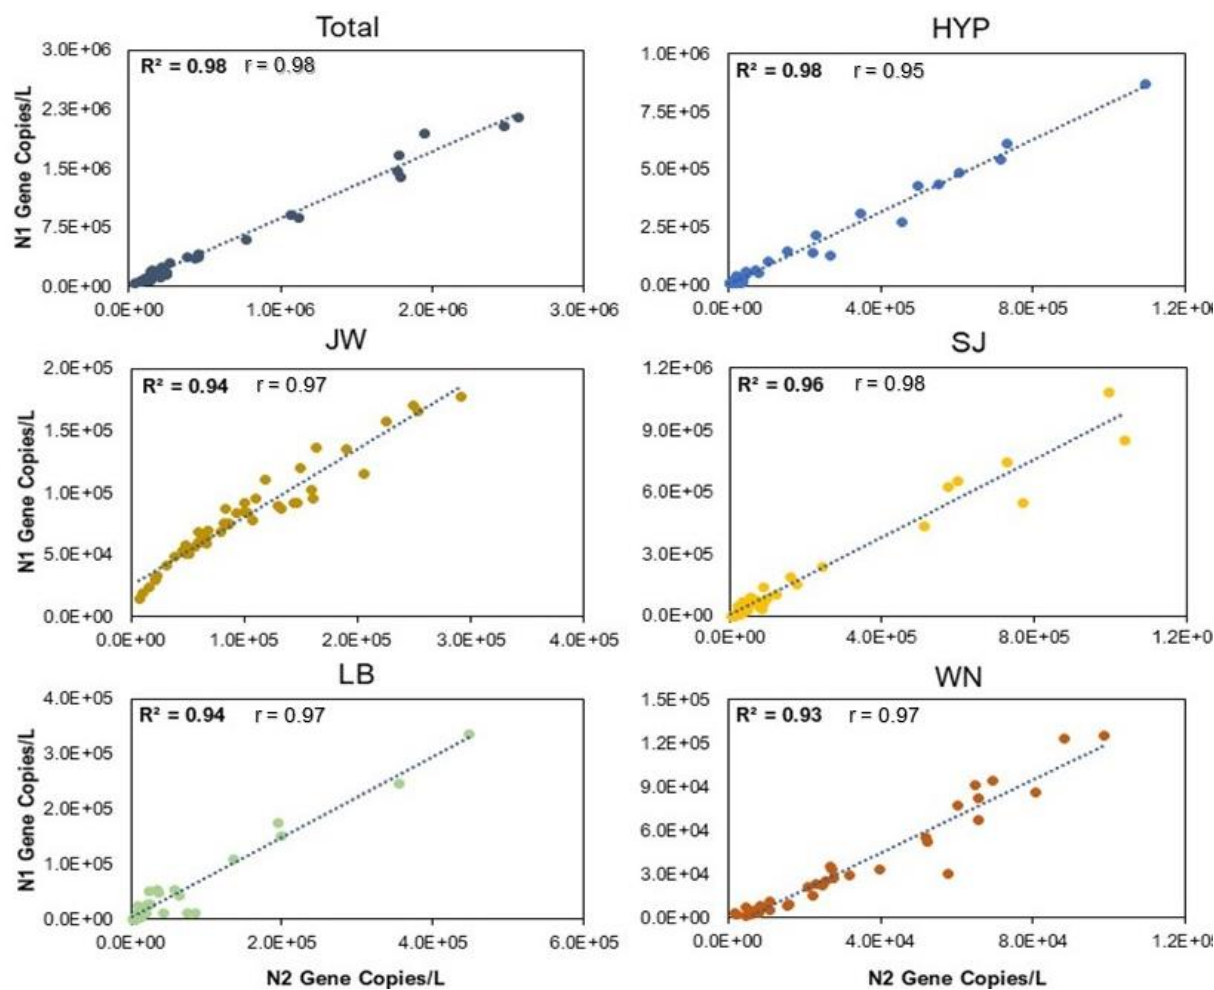 Total
R² = 0.98 r = 0.98
N1 Gene Copies/L
3.0E+06
2.3E+06
1.5E+06
7.5E+05
0.0E+00
0.0E+00 1.0E+06 2.0E+06 3.0E+06
HYP
R² = 0.98 r = 0.95
1.0E+06
7.5E+05
5.0E+05
2.5E+05
0.0E+00
0.0E+00 4.0E+05 8.0E+05 1.2E+06
JW
R² = 0.94 r = 0.97
N1 Gene Copies/L
2.0E+05
1.5E+05
1.0E+05
5.0E+04
0.0E+00
0.0E+00 1.0E+05 2.0E+05 3.0E+05 4.0E+05
SJ
R² = 0.96 r = 0.98
1.2E+06
9.0E+05
6.0E+05
3.0E+05
0.0E+00
0.0E+00 4.0E+05 8.0E+05 1.2E+0
LB
R² = 0.94 r = 0.97
N1 Gene Copies/L
4.0E+05
3.0E+05
2.0E+05
1.0E+05
0.0E+00
0.0E+00 2.0E+05 4.0E+05 6.0E+05
N2 Gene Copies/L
WN
R² = 0.93 r = 0.97
1.5E+05
1.2E+05
9.0E+04
6.0E+04
3.0E+04
0.0E+00
0.0E+00 4.0E+04 8.0E+04 1.2E+0
N2 Gene Copies/L